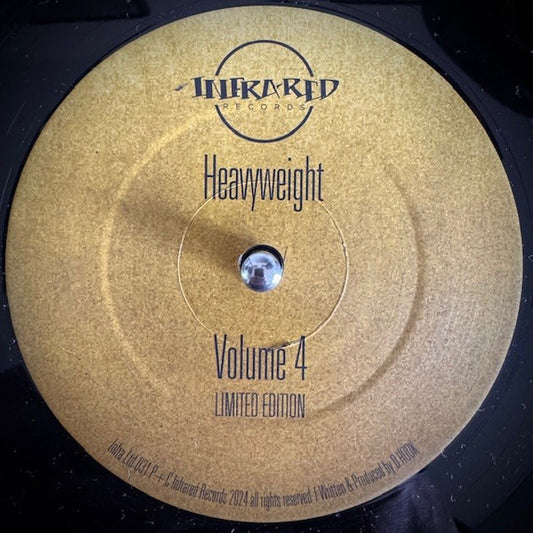 INFRARED
RECORDS
Heavyweight
Volume 4
LIMITED EDITION
Infra Ltd 031 P + C Infrared Records 2024 all rights reserved / Written & Produced by D.